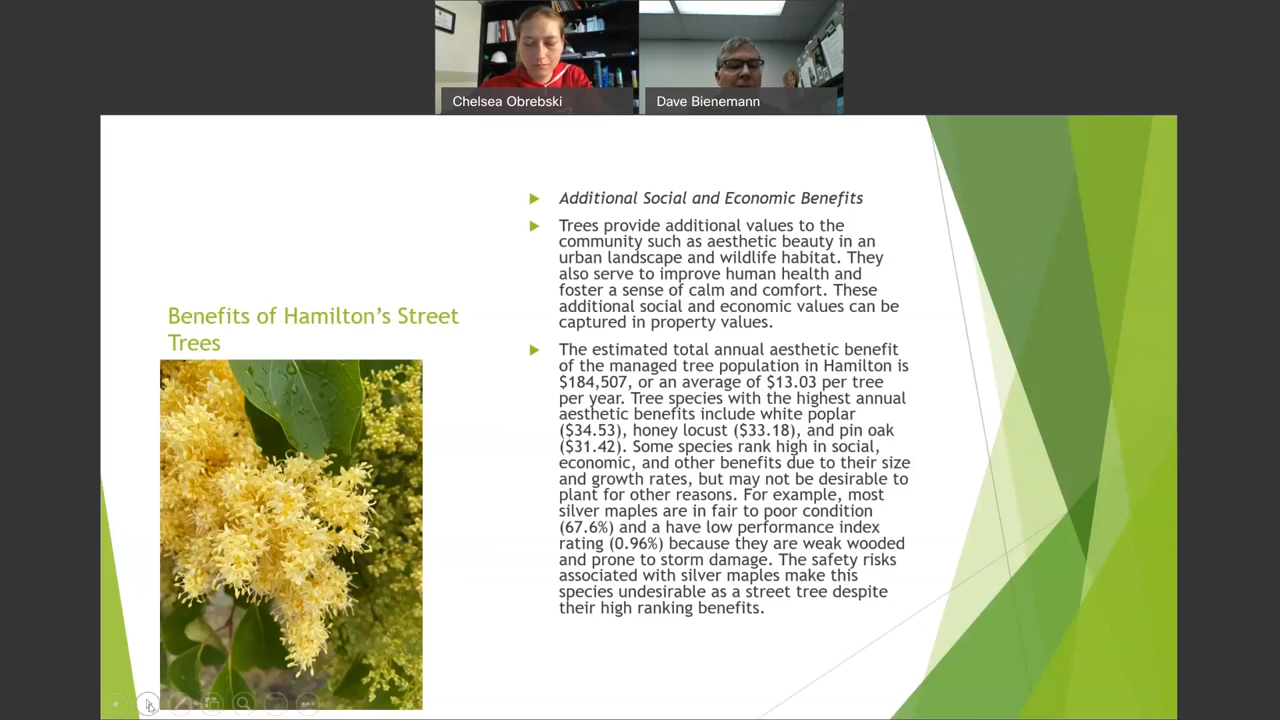 Chelsea Obrebski
Dave Bienemann
Benefits of Hamilton's Street
Trees
Additional Social and Economic Benefits
Trees provide additional values to the
community such as aesthetic beauty in an
urban landscape and wildlife habitat. They
also serve to improve human health and
foster a sense of calm and comfort. These
additional social and economic values can be
captured in property values.
The estimated total annual aesthetic benefit
of the managed tree population in Hamilton is
$184,507, or an average of $13.03 per tree
per year. Tree species with the highest annual
aesthetic benefits include white poplar
($34.53), honey locust ($33.18), and pin oak
($31.42). Some species rank high in social,
economic, and other benefits due to their size
and growth rates, but may not be desirable to
plant for other reasons. For example, most
silver maples are in fair to poor condition
(67.6%) and a have low performance index
rating (0.96%) because they are weak wooded
and prone to storm damage. The safety risks
associated with silver maples make this
species undesirable as a street tree despite
their high ranking benefits.